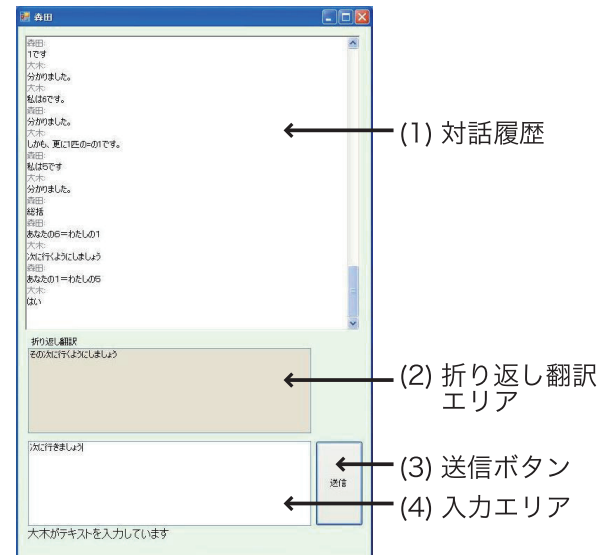 森田
森田:
1です
大木:
分かりました。
大木:
私は6です。
森田:
分かりました。
大木:
しかも、更に1匹の=の1です。
森田:
私は5です
大木:
分かりました。
森田:
総括
森田:
あなたの6＝わたしの1
大木:
次に行くようにしましょう
森田:
あなたの1＝わたしの5
大木:
はい
(1) 対話履歴
折り返し翻訳
その次に行くようにしましょう
(2) 折り返し翻訳
エリア
次に行きましょう
送信
(3) 送信ボタン
(4) 入力エリア
大木がテキストを入力しています